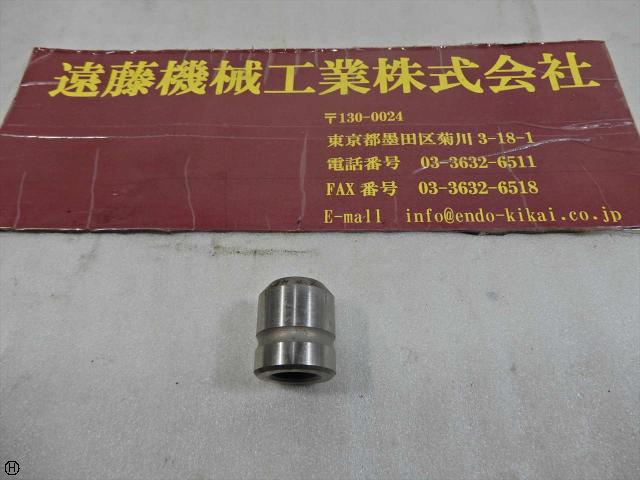 遠藤機械工業株式会社
〒130-0024
東京都墨田区菊川 3-18-1
電話番号 03-3632-6511
FAX 番号 03-3632-6518
E-mall info@endo-kikai.co.jp
H